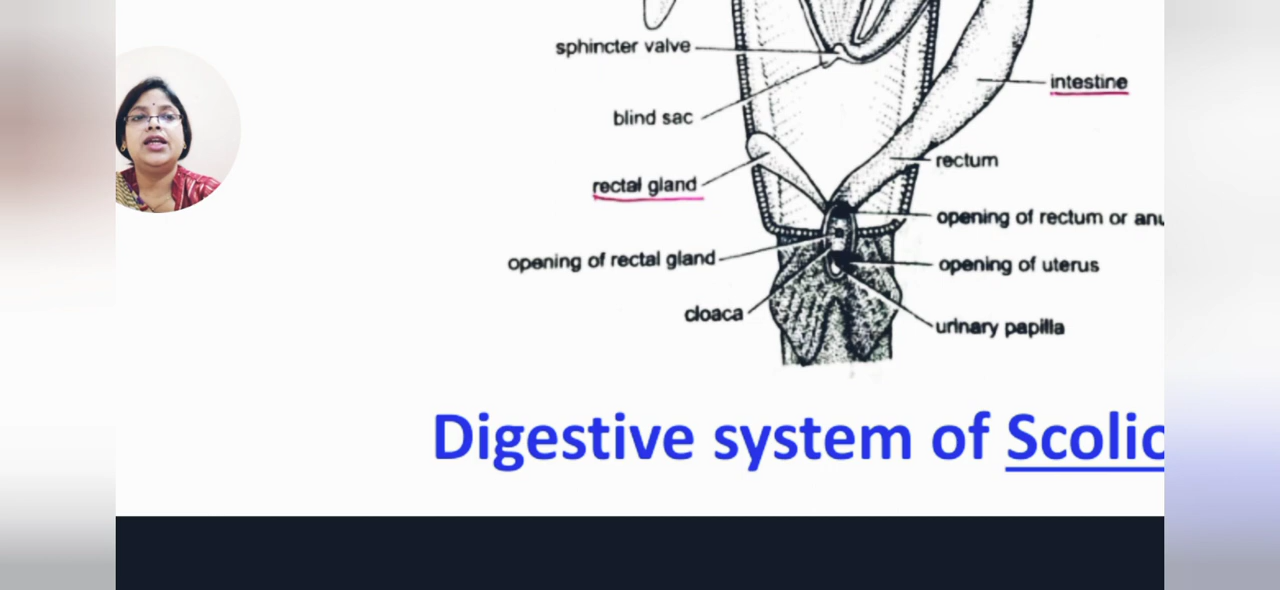 sphincter valve
intestine
blind sac
rectum
rectal gland
opening of rectum or anu
opening of rectal gland
opening of uterus
cloaca
urinary papilla
Digestive system of Scolio